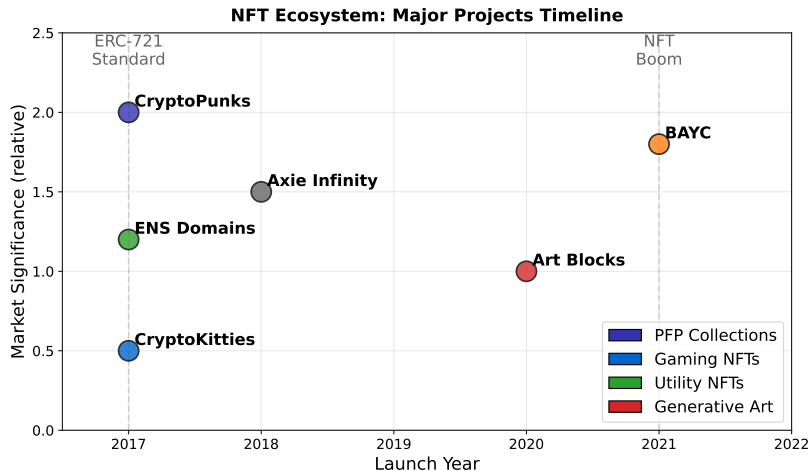 NFT Ecosystem: Major Projects Timeline
ERC-721
Standard
NFT
Boom
CryptoPunks
BAYC
Axie Infinity
ENS Domains
Art Blocks
CryptoKitties
PFP Collections
Gaming NFTs
Utility NFTs
Generative Art
Market Significance (relative)
2.5
2.0
1.5
1.0
0.5
0.0
2017
2018
2019
2020
2021
2022
Launch Year